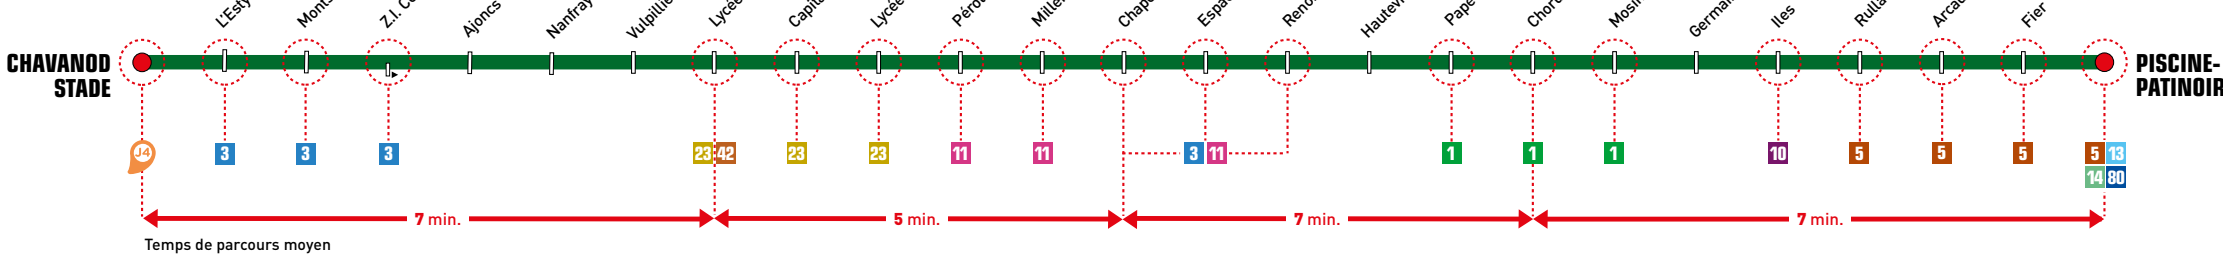 L'Esty
Mont
Z.I. C
Ajoncs
Nanfray
Vulpillie
Lycée
Capit
Lycée
Pérou
Mille
Chap
Espa
Reno
Hautev
Pape
Chor
Mosi
Germai
Iles
Rulla
Arca
Fier
CHAVANOD
STADE
PISCINE-
PATINOIR
J4
3
3
3
23 42
23
23
11
11
3 11
1
1
1
10
5
5
5
5 13
14 80
7 min.
5 min.
7 min.
7 min.
Temps de parcours moyen